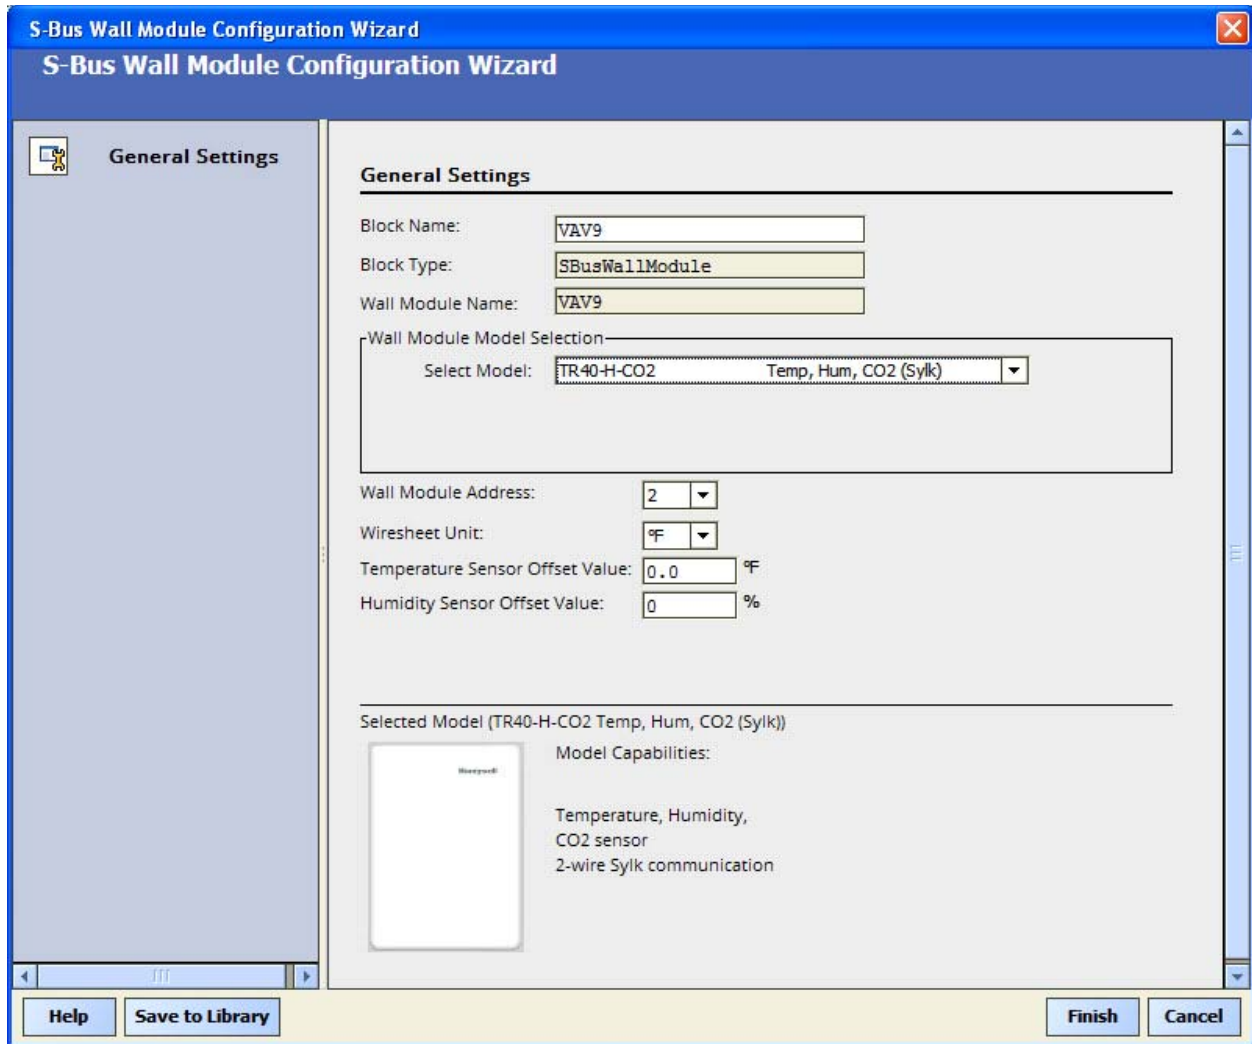 S-Bus Wall Module Configuration Wizard
S-Bus Wall Module Configuration Wizard
General Settings
General Settings
Block Name: VAV9
Block Type: SBusWallModule
Wall Module Name: VAV9
Wall Module Model Selection
Select Model: TR40-H-CO2 Temp, Hum, CO2 (Sylk)
Wall Module Address: 2
Wiresheet Unit: °F
Temperature Sensor Offset Value: 0.0 °F
Humidity Sensor Offset Value: 0 %
Selected Model (TR40-H-CO2 Temp, Hum, CO2 (Sylk))
Honeywell
Model Capabilities:
Temperature, Humidity,
CO2 sensor
2-wire Sylk communication
Help Save to Library Finish Cancel